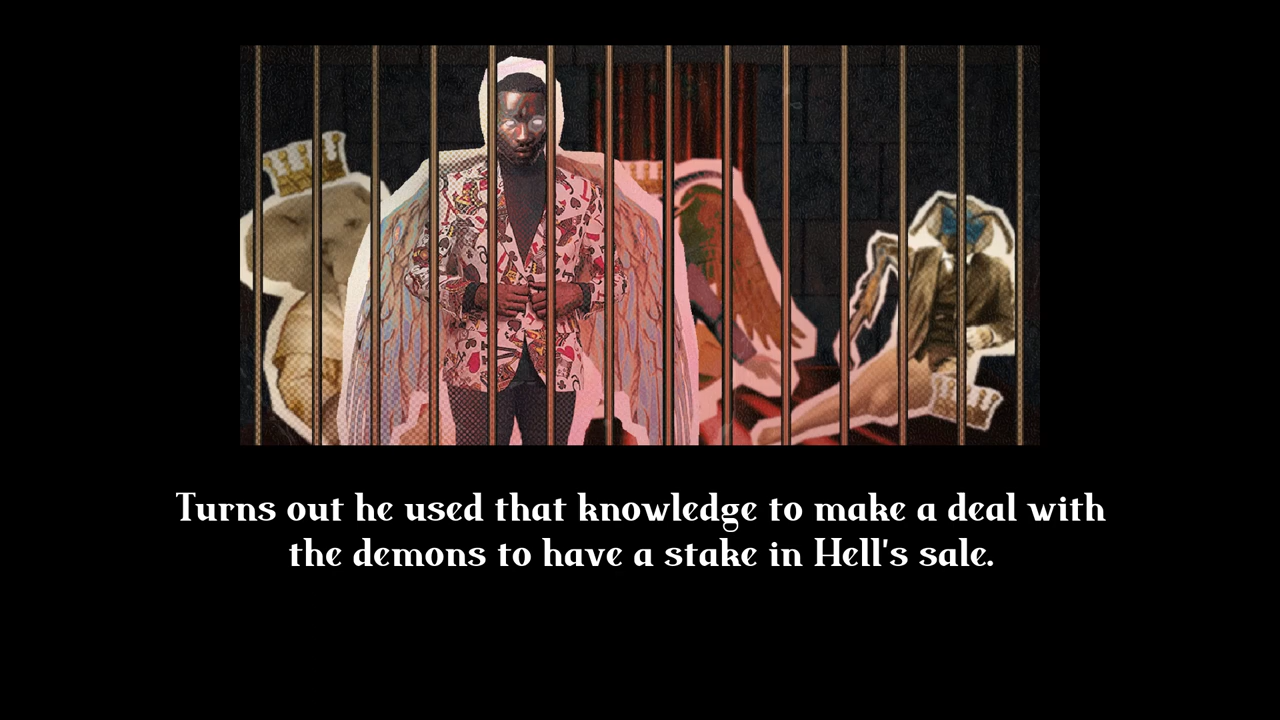 Turns out he used that knowledge to make a deal with
the demons to have a stake in Hell's sale.